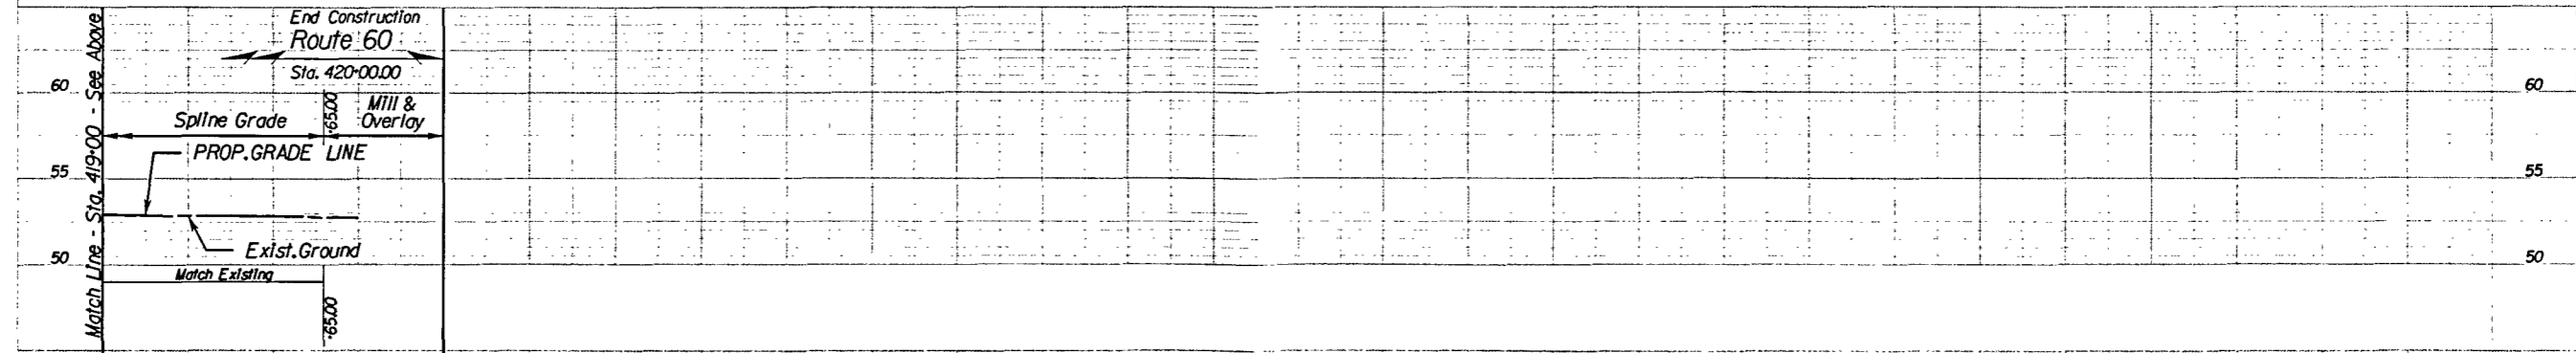 End Construction
Route 60
Sta. 420+00.00
Match Line - Sta. 419+00 - See Above
60
60
Spline Grade
+65.00
Mill &
Overlay
PROP. GRADE LINE
55
55
Exist. Ground
50
50
Match Existing
+65.00